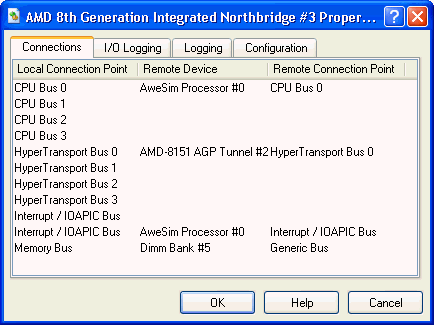 AMD 8th Generation Integrated Northbridge #3 Proper...
Connections I/O Logging Logging Configuration
Local Connection Point Remote Device Remote Connection Point
CPU Bus 0 AweSim Processor #0 CPU Bus 0
CPU Bus 1
CPU Bus 2
CPU Bus 3
HyperTransport Bus 0 AMD-8151 AGP Tunnel #2 HyperTransport Bus 0
HyperTransport Bus 1
HyperTransport Bus 2
HyperTransport Bus 3
Interrupt / IOAPIC Bus
Interrupt / IOAPIC Bus AweSim Processor #0 Interrupt / IOAPIC Bus
Memory Bus Dimm Bank #5 Generic Bus
OK Help Cancel